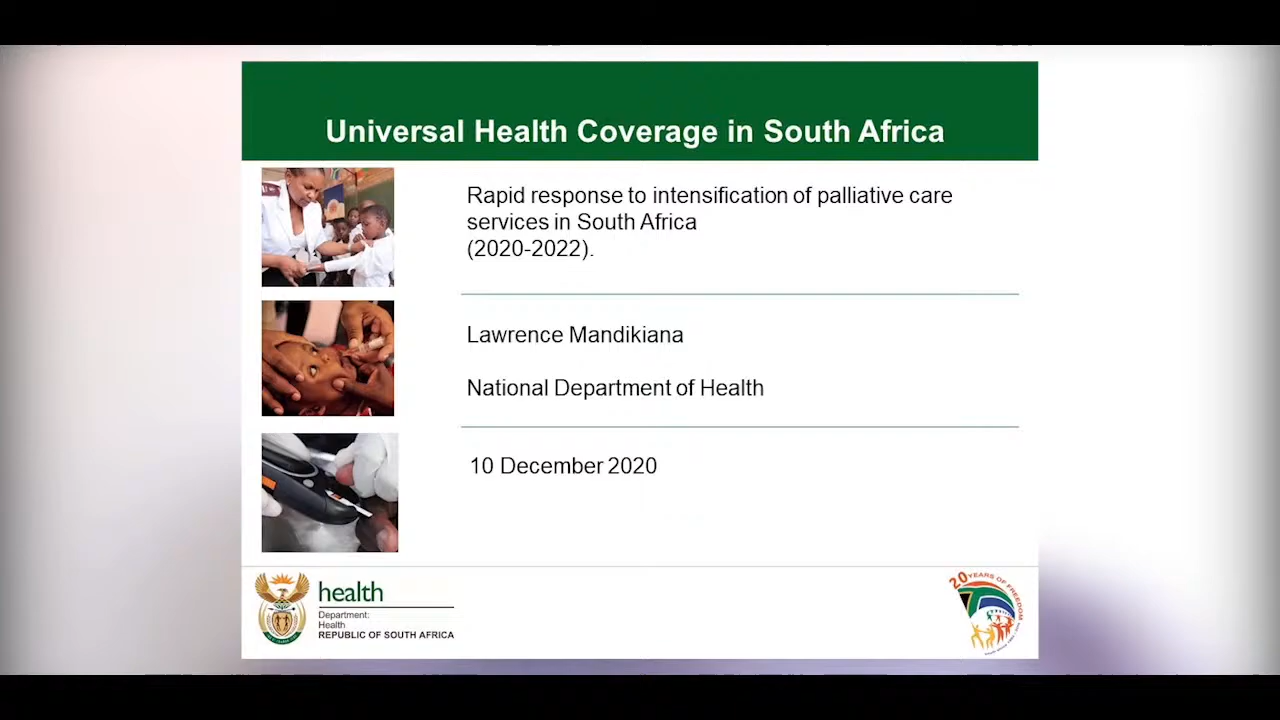 Universal Health Coverage in South Africa
Rapid response to intensification of palliative care
services in South Africa
(2020-2022).
Lawrence Mandikiana
National Department of Health
10 December 2020
health
Department:
Health
REPUBLIC OF SOUTH AFRICA
20 YEARS OF FREEDOM